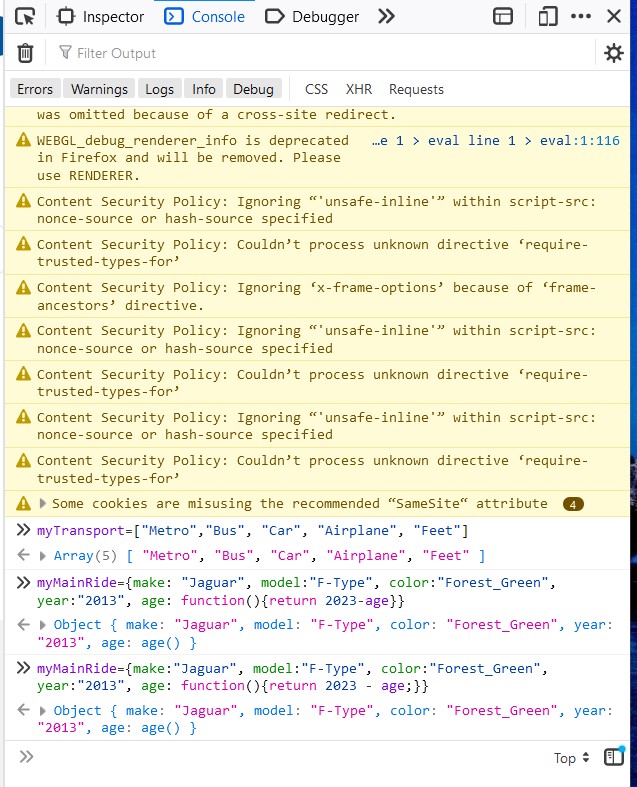 Inspector Console Debugger
Filter Output
Errors Warnings Logs Info Debug CSS XHR Requests
was omitted because of a cross-site redirect.
WEBGL_debug_renderer_info is deprecated …e 1 > eval line 1 > eval:1:116
in Firefox and will be removed. Please
use RENDERER.
Content Security Policy: Ignoring “'unsafe-inline'” within script-src:
nonce-source or hash-source specified
Content Security Policy: Couldn’t process unknown directive ‘require-
trusted-types-for’
Content Security Policy: Ignoring ‘x-frame-options’ because of ‘frame-
ancestors’ directive.
Content Security Policy: Ignoring “'unsafe-inline'” within script-src:
nonce-source or hash-source specified
Content Security Policy: Couldn’t process unknown directive ‘require-
trusted-types-for’
Content Security Policy: Ignoring “'unsafe-inline'” within script-src:
nonce-source or hash-source specified
Content Security Policy: Couldn’t process unknown directive ‘require-
trusted-types-for’
Some cookies are misusing the recommended “SameSite“ attribute 4
myTransport=["Metro","Bus", "Car", "Airplane", "Feet"]
Array(5) [ "Metro", "Bus", "Car", "Airplane", "Feet" ]
myMainRide={make: "Jaguar", model:"F-Type", color:"Forest_Green",
year:"2013", age: function(){return 2023-age}}
Object { make: "Jaguar", model: "F-Type", color: "Forest_Green", year:
"2013", age: age() }
myMainRide={make:"Jaguar", model:"F-Type", color:"Forest_Green",
year:"2013", age: function(){return 2023 - age;}}
Object { make: "Jaguar", model: "F-Type", color: "Forest_Green", year:
"2013", age: age() }
Top